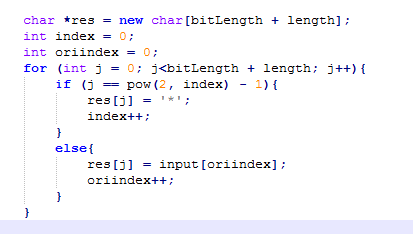 char *res = new char[bitLength + length];
int index = 0;
int oriindex = 0;
for (int j = 0; j<bitLength + length; j++){
    if (j == pow(2, index) - 1){
        res[j] = '*';
        index++;
    }
    else{
        res[j] = input[oriindex];
        oriindex++;
    }
}